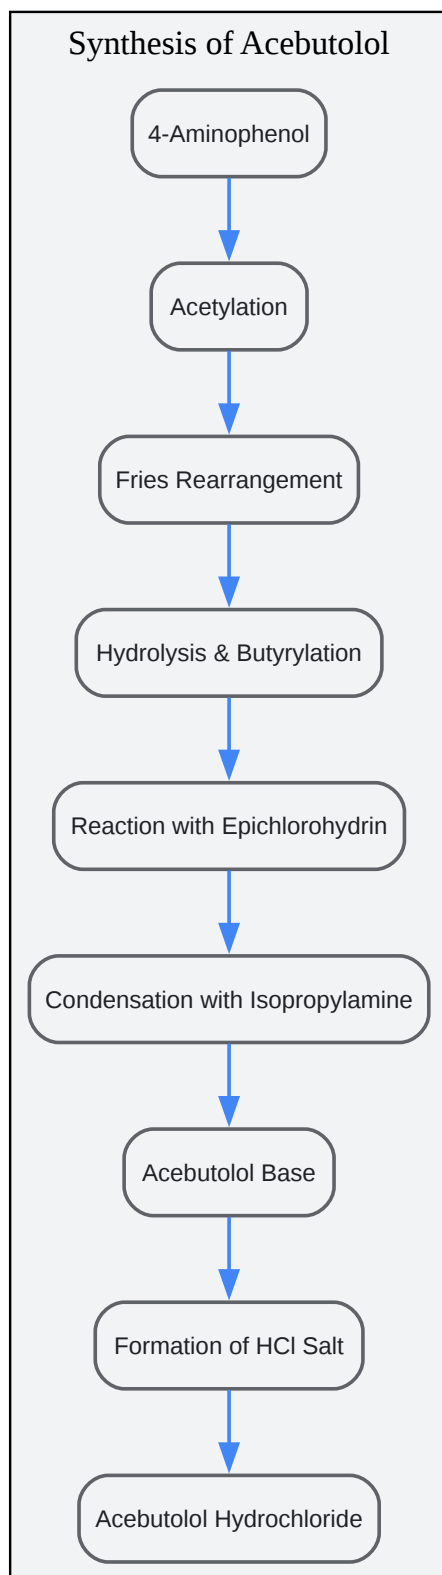 Synthesis of Acebutolol
4-Aminophenol
Acetylation
Fries Rearrangement
Hydrolysis & Butyrylation
Reaction with Epichlorohydrin
Condensation with Isopropylamine
Acebutolol Base
Formation of HCl Salt
Acebutolol Hydrochloride